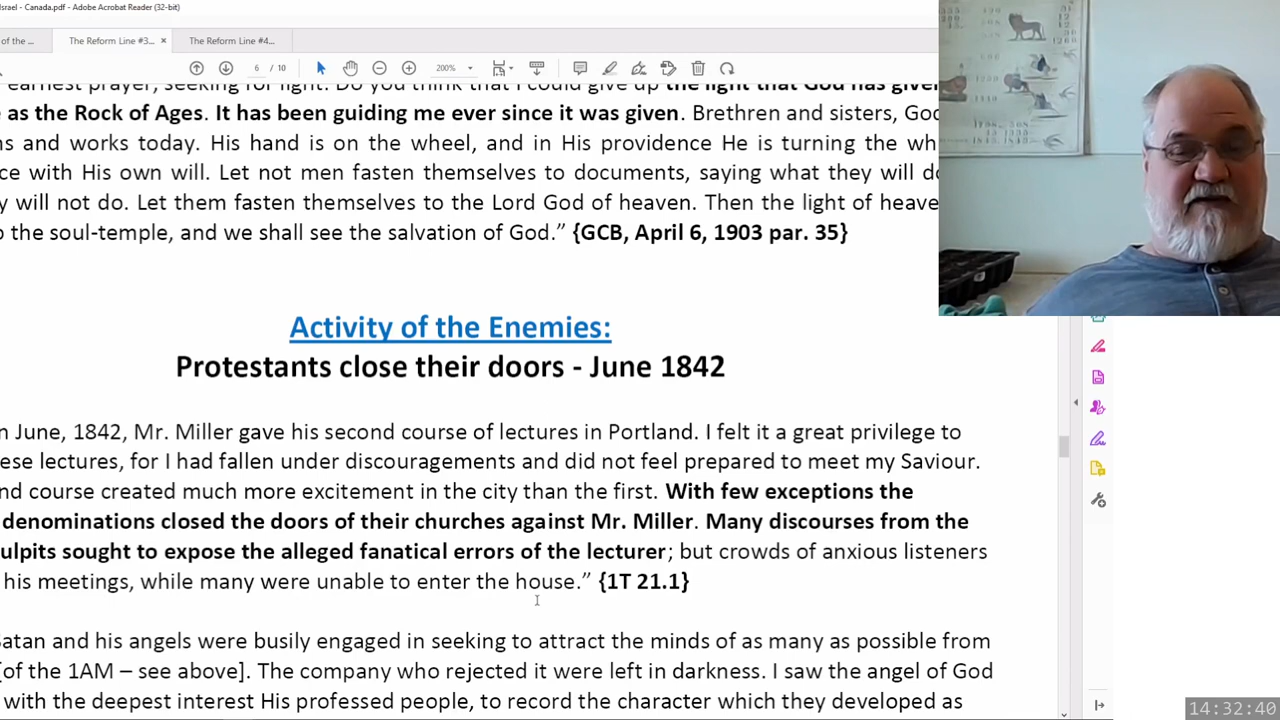 Israel - Canada.pdf - Adobe Acrobat Reader (32-bit)
of the ... The Reform Line #3... × The Reform Line #4...
6 / 10 200%
earnest prayer, seeking for light. Do you think that I could give up the light that God has given
as the Rock of Ages. It has been guiding me ever since it was given. Brethren and sisters, God
and works today. His hand is on the wheel, and in His providence He is turning the
with His own will. Let not men fasten themselves to documents, saying what they will do
will not do. Let them fasten themselves to the Lord God of heaven. Then the light of
the soul-temple, and we shall see the salvation of God.” {GCB, April 6, 1903 par. 35}
Activity of the Enemies:
Protestants close their doors - June 1842
June, 1842, Mr. Miller gave his second course of lectures in Portland. I felt it a great privilege to
lectures, for I had fallen under discouragements and did not feel prepared to meet my Saviour.
course created much more excitement in the city than the first. With few exceptions the
denominations closed the doors of their churches against Mr. Miller. Many discourses from the
sought to expose the alleged fanatical errors of the lecturer; but crowds of anxious listeners
his meetings, while many were unable to enter the house.” {1T 21.1}
Satan and his angels were busily engaged in seeking to attract the minds of as many as possible from
[of the 1AM – see above]. The company who rejected it were left in darkness. I saw the angel of God
with the deepest interest His professed people, to record the character which they developed as
14:32:40